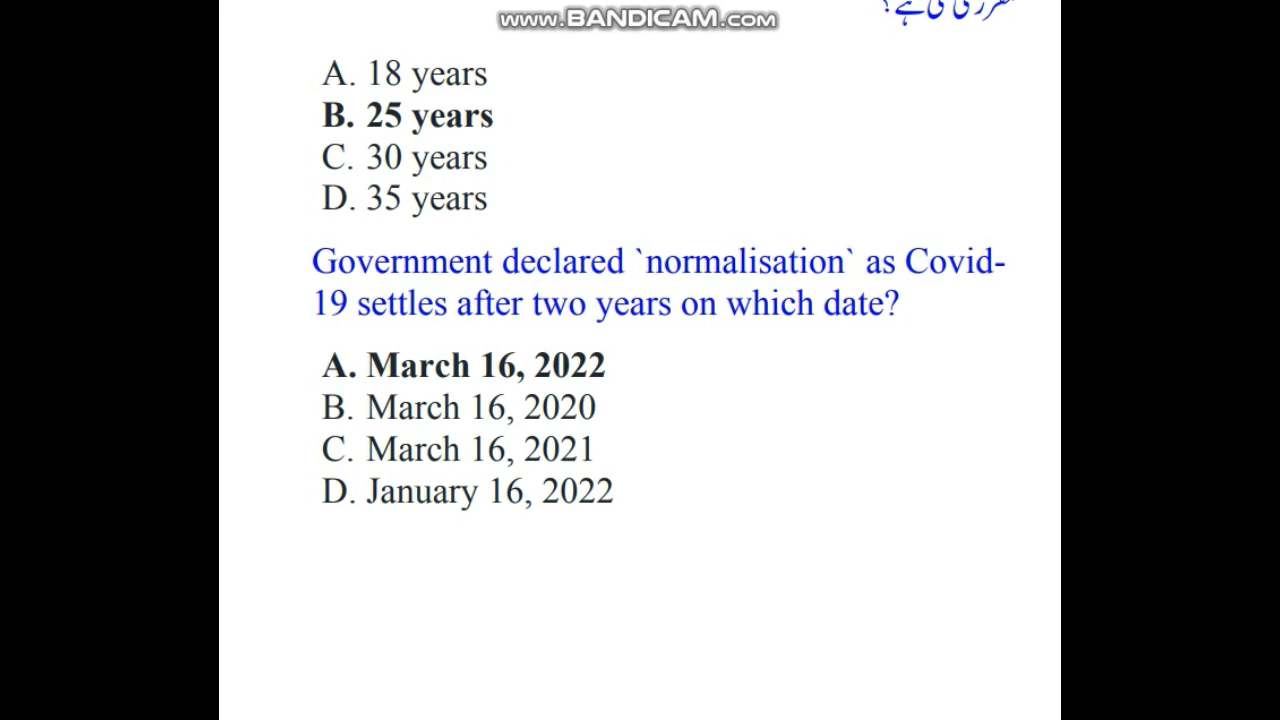 www.BANDICAM.com
ہے؟
A. 18 years
B. 25 years
C. 30 years
D. 35 years
Government declared `normalisation` as Covid-
19 settles after two years on which date?
A. March 16, 2022
B. March 16, 2020
C. March 16, 2021
D. January 16, 2022